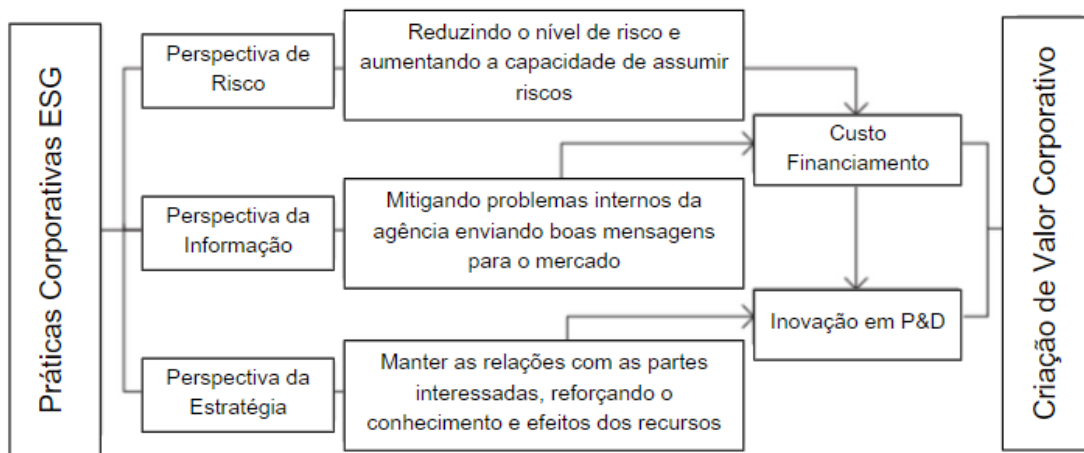 Práticas Corporativas ESG
Perspectiva de
Risco
Reduzindo o nível de risco e
aumentando a capacidade de assumir
riscos
Perspectiva da
Informação
Mitigando problemas internos da
agência enviando boas mensagens
para o mercado
Perspectiva da
Estratégia
Manter as relações com as partes
interessadas, reforçando o
conhecimento e efeitos dos recursos
Custo
Financiamento
Inovação em P&D
Criação de Valor Corporativo